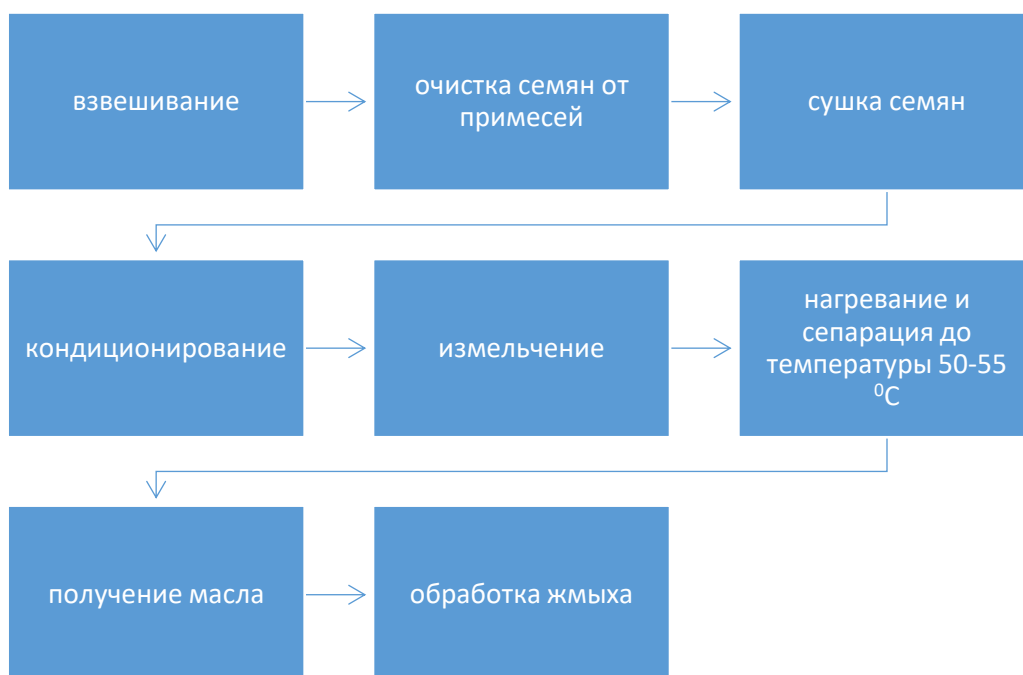 взвешивание
очистка семян от
примесей
сушка семян
кондиционирование
измельчение
нагревание и
сепарация до
температуры 50-55
⁰C
получение масла
обработка жмыха